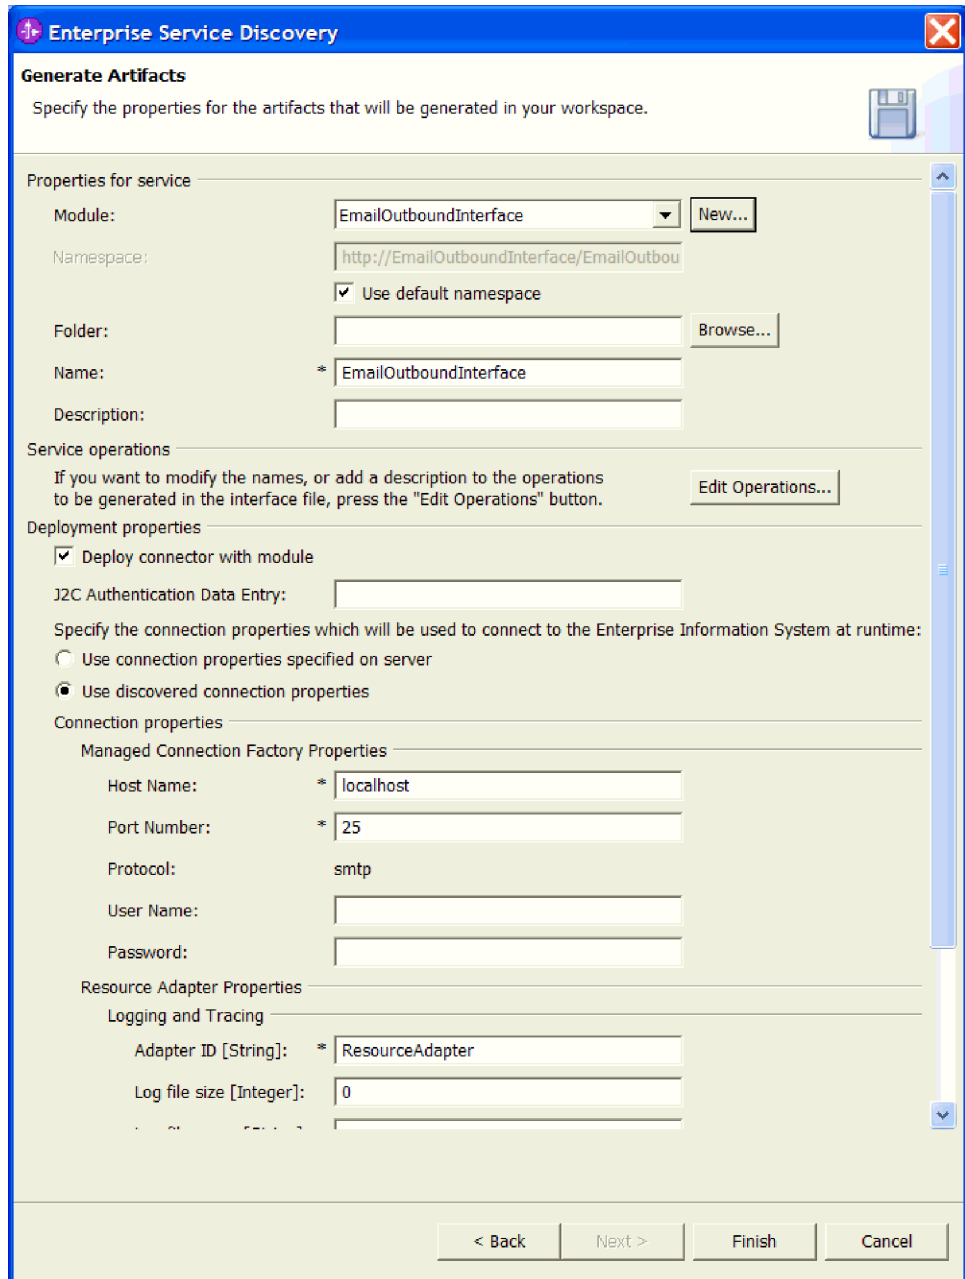 Enterprise Service Discovery
Generate Artifacts
Specify the properties for the artifacts that will be generated in your workspace.
Properties for service
Module: EmailOutboundInterface New...
Namespace: http://EmailOutboundInterface/EmailOutbou
Use default namespace
Folder: Browse...
Name: * EmailOutboundInterface
Description:
Service operations
If you want to modify the names, or add a description to the operations
to be generated in the interface file, press the "Edit Operations" button.
Edit Operations...
Deployment properties
Deploy connector with module
J2C Authentication Data Entry:
Specify the connection properties which will be used to connect to the Enterprise Information System at runtime:
Use connection properties specified on server
Use discovered connection properties
Connection properties
Managed Connection Factory Properties
Host Name: * localhost
Port Number: * 25
Protocol: smtp
User Name:
Password:
Resource Adapter Properties
Logging and Tracing
Adapter ID [String]: * ResourceAdapter
Log file size [Integer]: 0
< Back Next > Finish Cancel